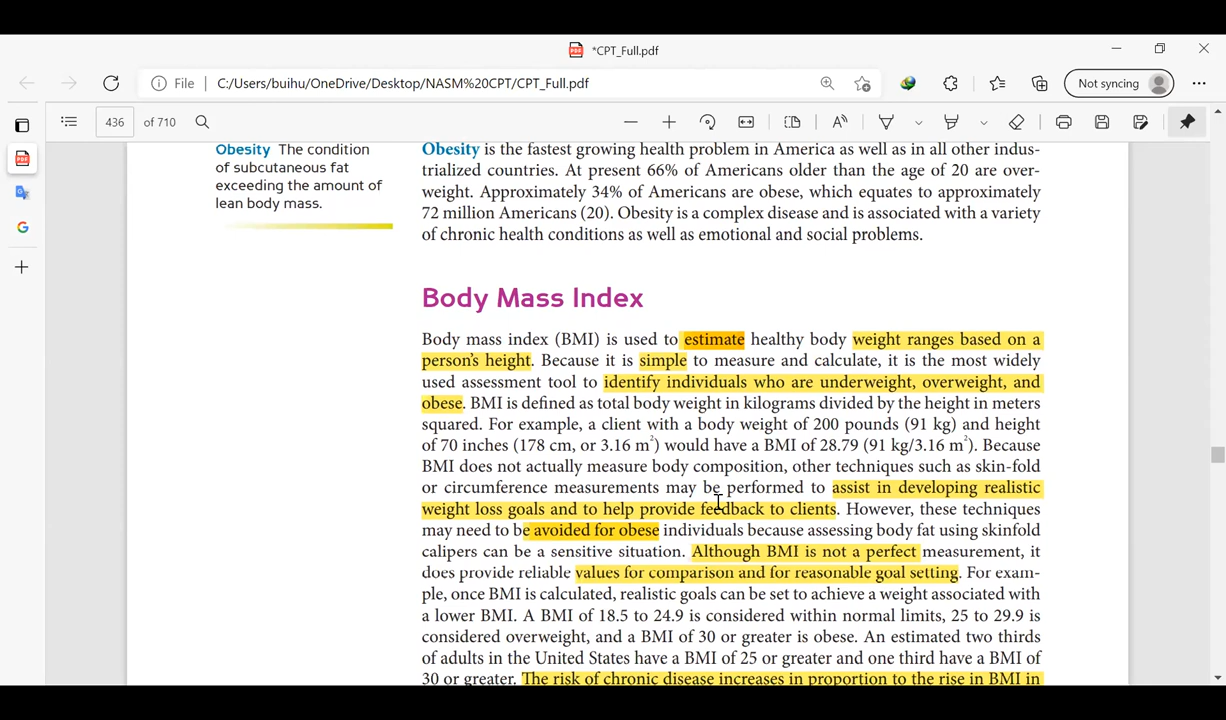 *CPT_Full.pdf
File | C:/Users/buihu/OneDrive/Desktop/NASM%20CPT/CPT_Full.pdf
Not syncing
436 of 710
Obesity The condition
of subcutaneous fat
exceeding the amount of
lean body mass.
Obesity is the fastest growing health problem in America as well as in all other indus-
trialized countries. At present 66% of Americans older than the age of 20 are over-
weight. Approximately 34% of Americans are obese, which equates to approximately
72 million Americans (20). Obesity is a complex disease and is associated with a variety
of chronic health conditions as well as emotional and social problems.
Body Mass Index
Body mass index (BMI) is used to estimate healthy body weight ranges based on a
person's height. Because it is simple to measure and calculate, it is the most widely
used assessment tool to identify individuals who are underweight, overweight, and
obese. BMI is defined as total body weight in kilograms divided by the height in meters
squared. For example, a client with a body weight of 200 pounds (91 kg) and height
of 70 inches (178 cm, or 3.16 m²) would have a BMI of 28.79 (91 kg/3.16 m²). Because
BMI does not actually measure body composition, other techniques such as skin-fold
or circumference measurements may be performed to assist in developing realistic
weight loss goals and to help provide feedback to clients. However, these techniques
may need to be avoided for obese individuals because assessing body fat using skinfold
calipers can be a sensitive situation. Although BMI is not a perfect measurement, it
does provide reliable values for comparison and for reasonable goal setting. For exam-
ple, once BMI is calculated, realistic goals can be set to achieve a weight associated with
a lower BMI. A BMI of 18.5 to 24.9 is considered within normal limits, 25 to 29.9 is
considered overweight, and a BMI of 30 or greater is obese. An estimated two thirds
of adults in the United States have a BMI of 25 or greater and one third have a BMI of
30 or greater. The risk of chronic disease increases in proportion to the rise in BMI in